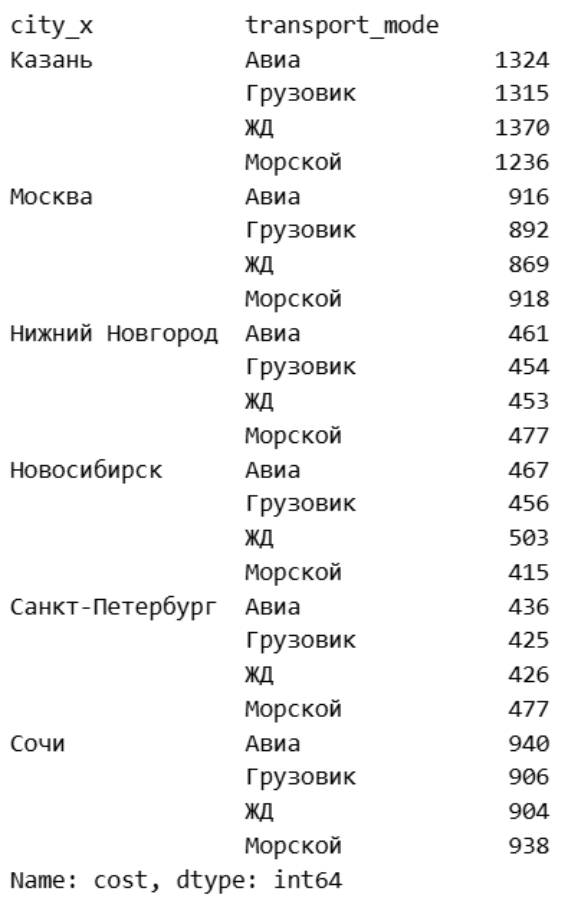 city_x transport_mode
Казань Авиа 1324
Грузовик 1315
ЖД 1370
Морской 1236
Москва Авиа 916
Грузовик 892
ЖД 869
Морской 918
Нижний Новгород Авиа 461
Грузовик 454
ЖД 453
Морской 477
Новосибирск Авиа 467
Грузовик 456
ЖД 503
Морской 415
Санкт-Петербург Авиа 436
Грузовик 425
ЖД 426
Морской 477
Сочи Авиа 940
Грузовик 906
ЖД 904
Морской 938
Name: cost, dtype: int64